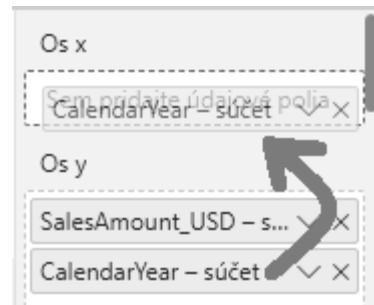 Os x
Sem pridajte údajové polia
CalendarYear – súčet
Os y
SalesAmount_USD – s...
CalendarYear – súčet